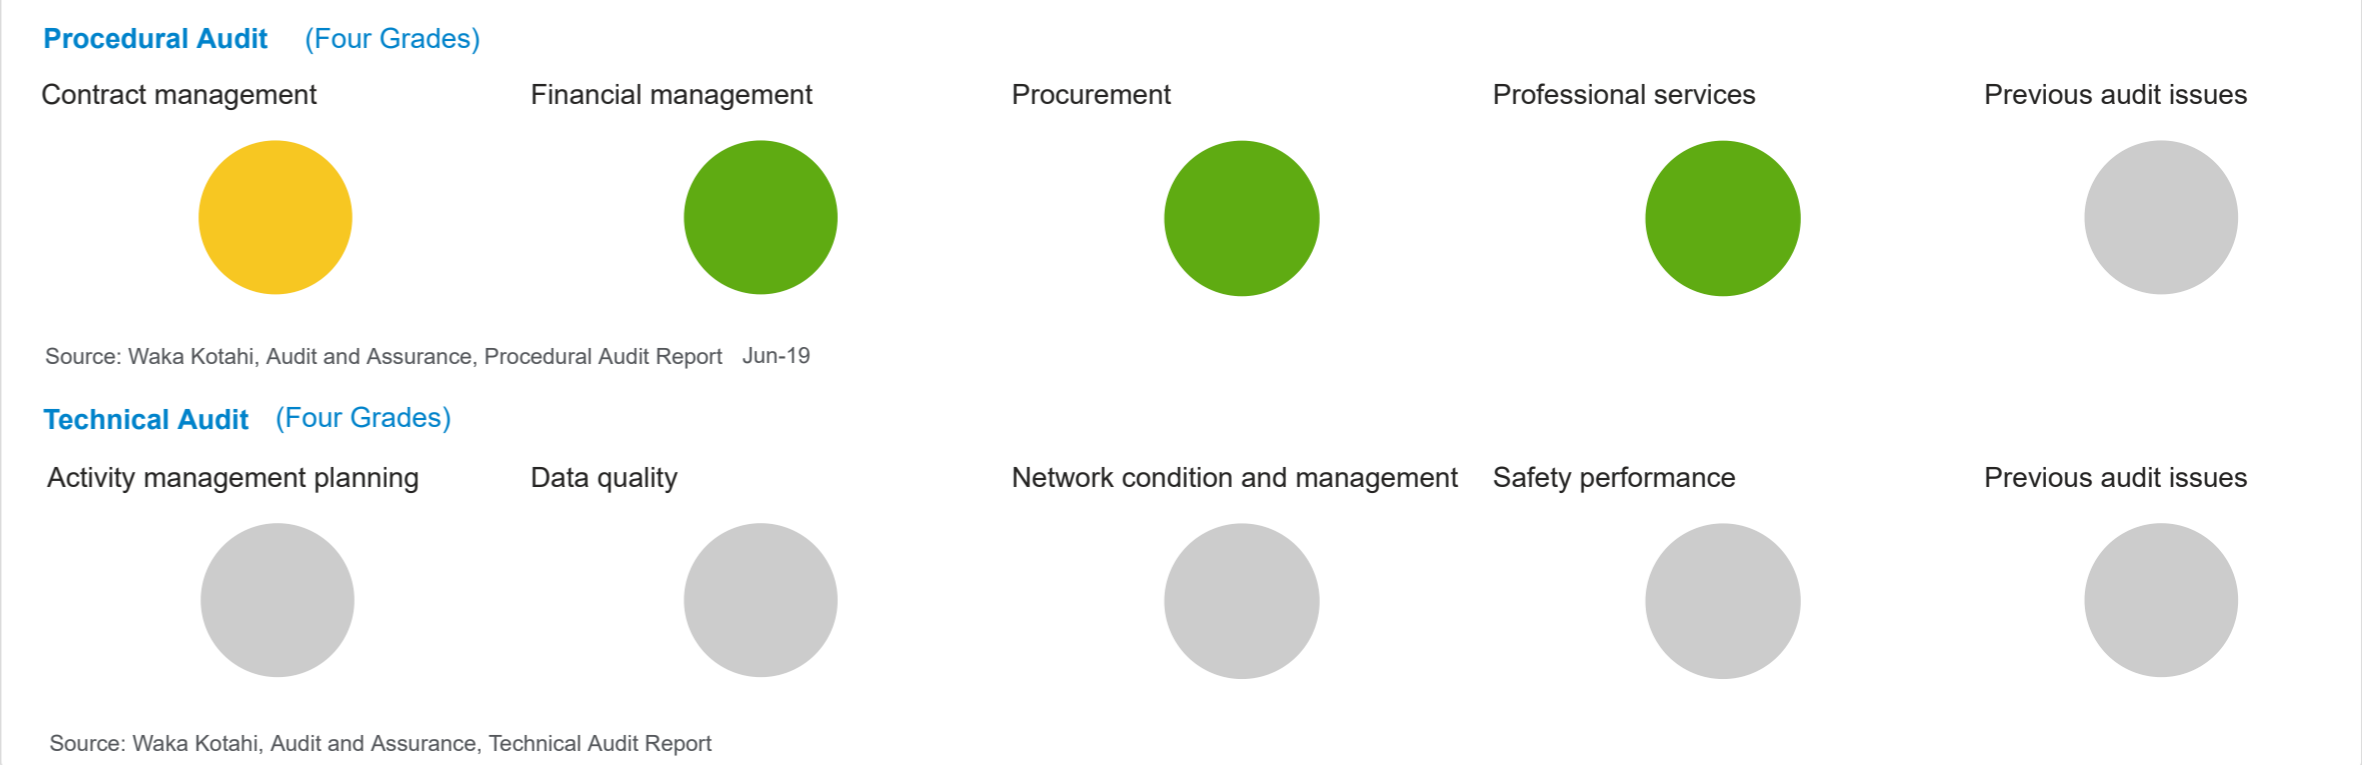 Procedural Audit (Four Grades)
Contract management Financial management Procurement Professional services Previous audit issues
Source: Waka Kotahi, Audit and Assurance, Procedural Audit Report Jun-19
Technical Audit (Four Grades)
Activity management planning Data quality Network condition and management Safety performance Previous audit issues
Source: Waka Kotahi, Audit and Assurance, Technical Audit Report